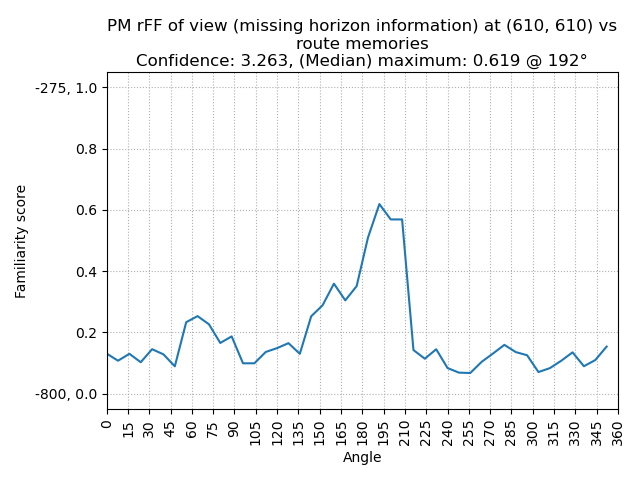 PM rFF of view (missing horizon information) at (610, 610) vs
route memories
Confidence: 3.263, (Median) maximum: 0.619 @ 192°
-275, 1.0
0.8
0.6
0.4
0.2
-800, 0.0
Familiarity score
0 15 30 45 60 75 90 105 120 135 150 165 180 195 210 225 240 255 270 285 300 315 330 345 360
Angle